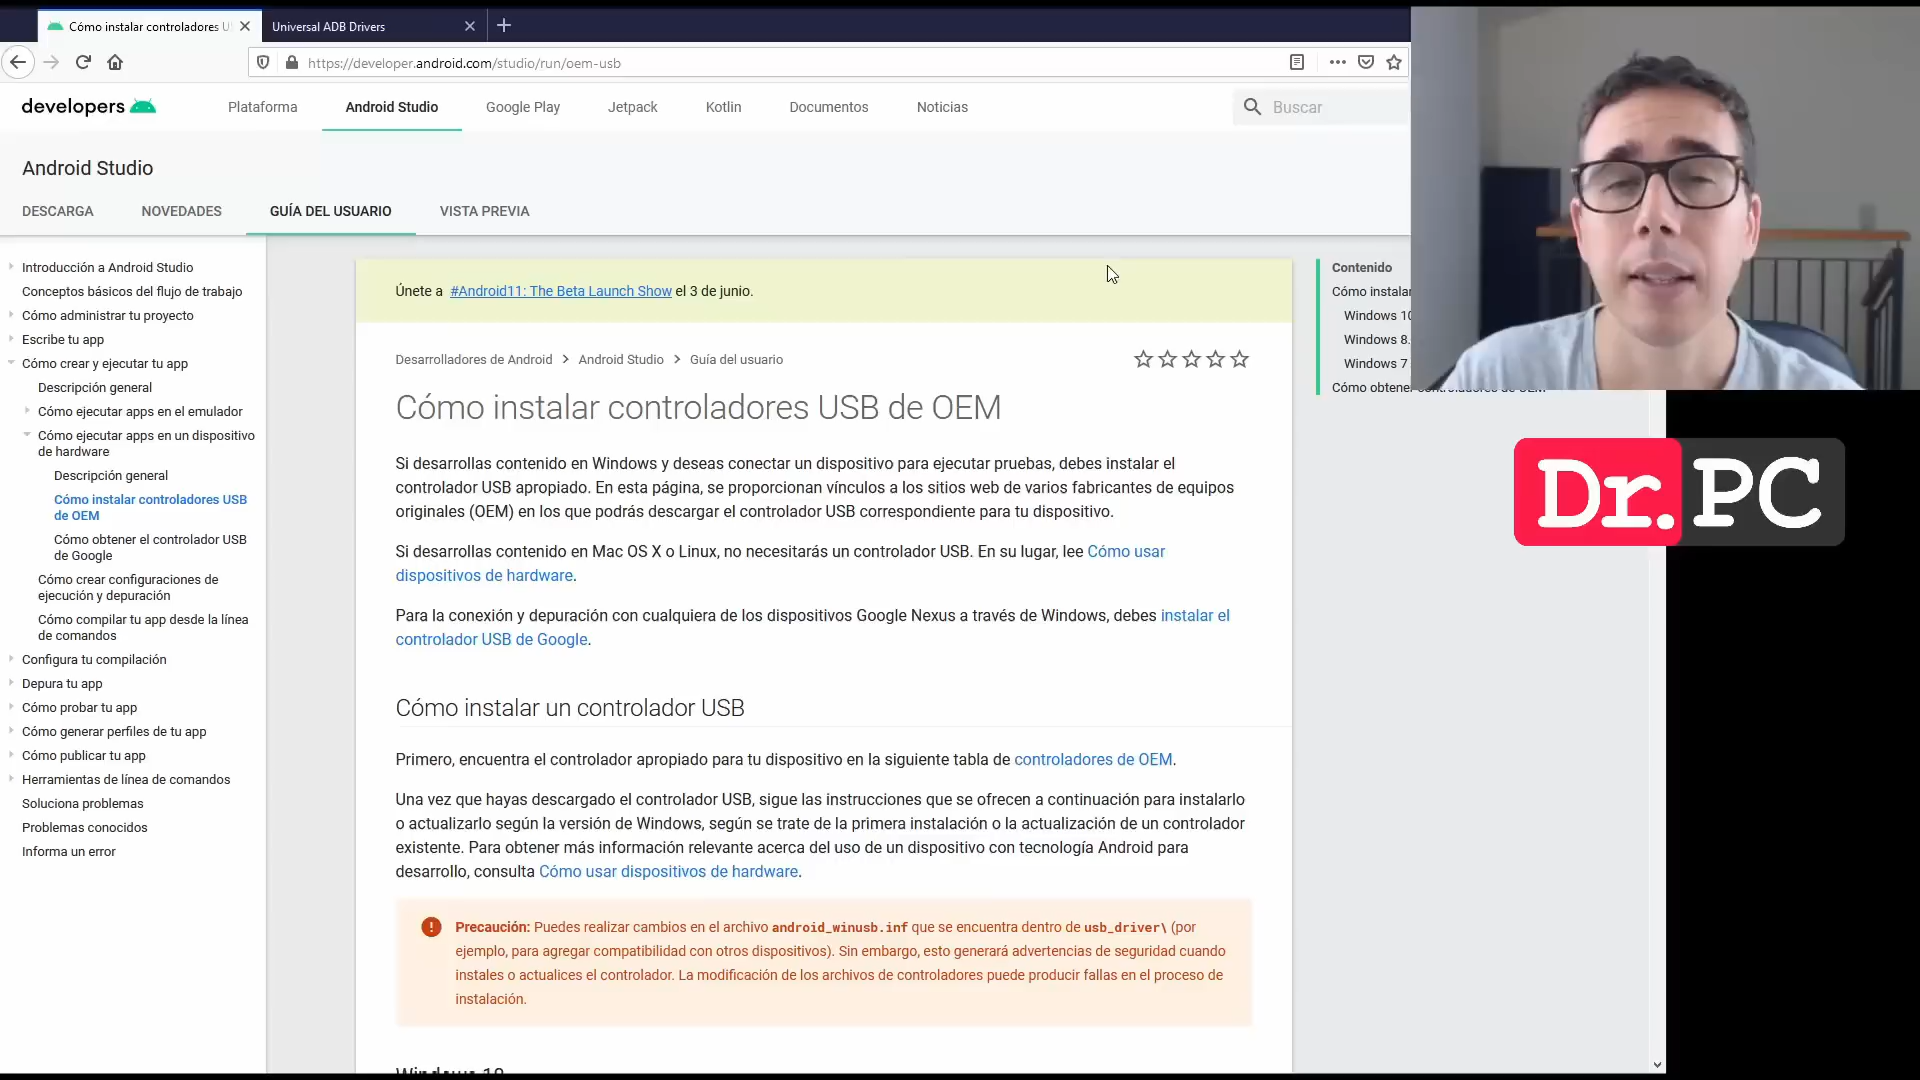 Cómo instalar controladores U
Universal ADB Drivers
https://developer.android.com/studio/run/oem-usb
developers
Plataforma
Android Studio
Google Play
Jetpack
Kotlin
Documentos
Noticias
Buscar
Android Studio
DESCARGA
NOVEDADES
GUÍA DEL USUARIO
VISTA PREVIA
Introducción a Android Studio
Conceptos básicos del flujo de trabajo
Cómo administrar tu proyecto
Escribe tu app
Cómo crear y ejecutar tu app
Descripción general
Cómo ejecutar apps en el emulador
Cómo ejecutar apps en un dispositivo
de hardware
Descripción general
Cómo instalar controladores USB
de OEM
Cómo obtener el controlador USB
de Google
Cómo crear configuraciones de
ejecución y depuración
Cómo compilar tu app desde la línea
de comandos
Configura tu compilación
Depura tu app
Cómo probar tu app
Cómo generar perfiles de tu app
Cómo publicar tu app
Herramientas de línea de comandos
Soluciona problemas
Problemas conocidos
Informa un error
Únete a #Android11: The Beta Launch Show el 3 de junio.
Desarrolladores de Android > Android Studio > Guía del usuario
Cómo instalar controladores USB de OEM
Si desarrollas contenido en Windows y deseas conectar un dispositivo para ejecutar pruebas, debes instalar el
controlador USB apropiado. En esta página, se proporcionan vínculos a los sitios web de varios fabricantes de equipos
originales (OEM) en los que podrás descargar el controlador USB correspondiente para tu dispositivo.
Si desarrollas contenido en Mac OS X o Linux, no necesitarás un controlador USB. En su lugar, lee Cómo usar
dispositivos de hardware.
Para la conexión y depuración con cualquiera de los dispositivos Google Nexus a través de Windows, debes instalar el
controlador USB de Google.
Cómo instalar un controlador USB
Primero, encuentra el controlador apropiado para tu dispositivo en la siguiente tabla de controladores de OEM.
Una vez que hayas descargado el controlador USB, sigue las instrucciones que se ofrecen a continuación para instalarlo
o actualizarlo según la versión de Windows, según se trate de la primera instalación o la actualización de un controlador
existente. Para obtener más información relevante acerca del uso de un dispositivo con tecnología Android para
desarrollo, consulta Cómo usar dispositivos de hardware.
Precaución: Puedes realizar cambios en el archivo android_winusb.inf que se encuentra dentro de usb_driver\ (por
ejemplo, para agregar compatibilidad con otros dispositivos). Sin embargo, esto generará advertencias de seguridad cuando
instales o actualices el controlador. La modificación de los archivos de controladores puede producir fallas en el proceso de
instalación.
Windows 10
Contenido
Cómo instalar
Windows 10
Windows 8.
Windows 7
Cómo obtener controladores de OEM
Dr. PC